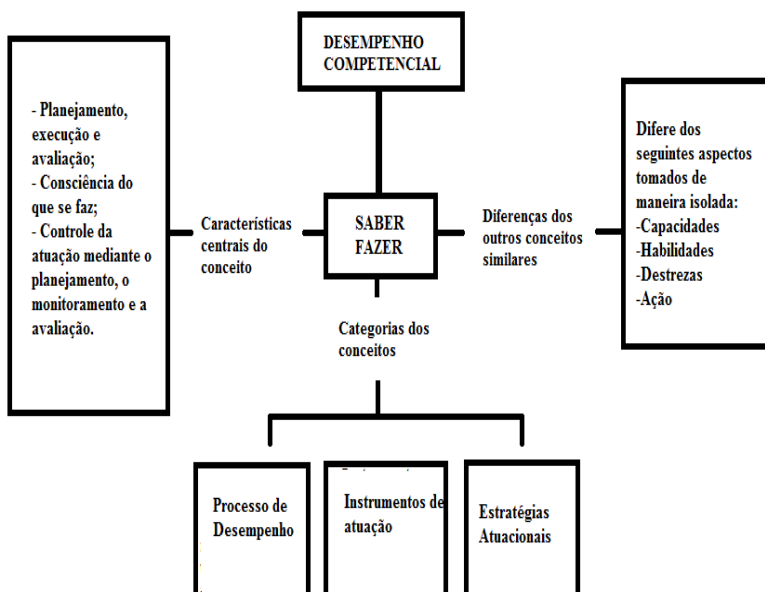 DESEMPENHO
COMPETENCIAL
- Planejamento,
execução e
avaliação;
- Consciência do
que se faz;
- Controle da
atuação mediante o
planejamento, o
monitoramento e a
avaliação.
Características
centrais do
conceito
SABER
FAZER
Diferenças dos
outros conceitos
similares
Difere dos
seguintes aspectos
tomados de
maneira isolada:
-Capacidades
-Habilidades
-Destrezas
-Ação
Categorias dos
conceitos
Processo de
Desempenho
Instrumentos de
atuação
Estratégias
Atuacionais